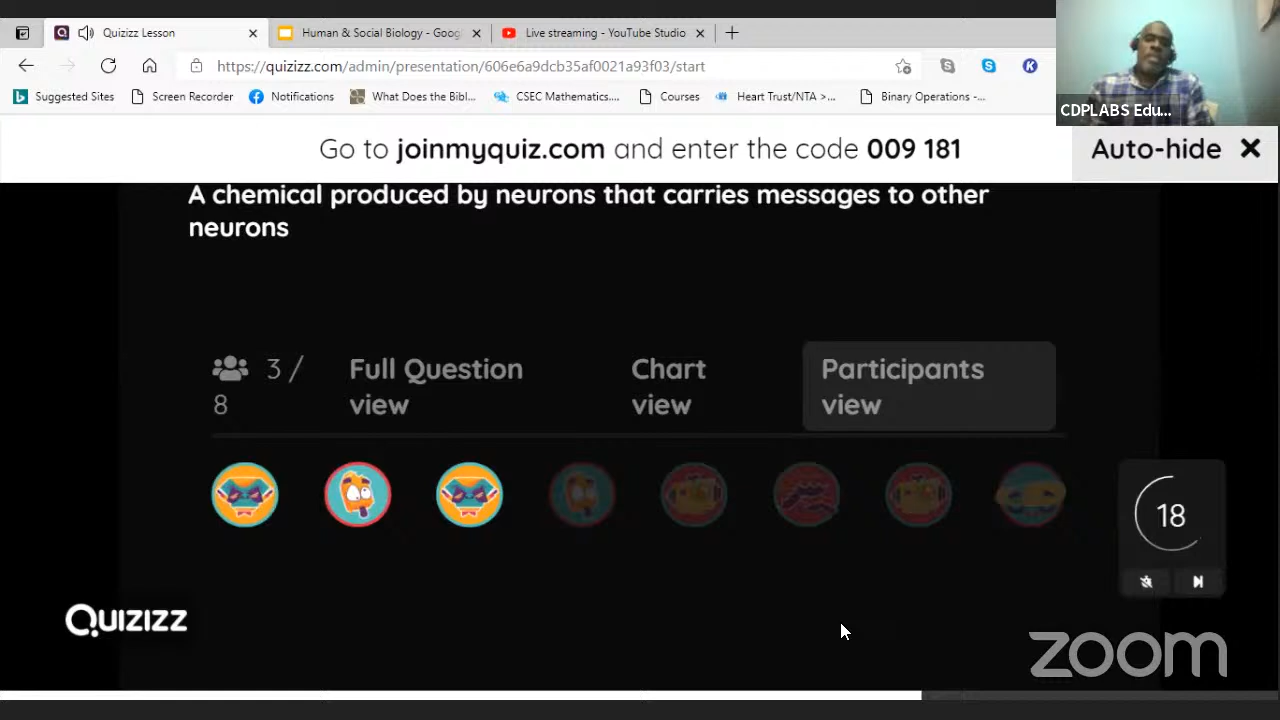 Quizizz Lesson
Human & Social Biology - Goog
Live streaming - YouTube Studio
https://quizizz.com/admin/presentation/606e6a9dcb35af0021a93f03/start
Suggested Sites
Screen Recorder
Notifications
What Does the Bibl...
CSEC Mathematics....
Courses
Heart Trust/NTA >...
Binary Operations -...
CDPLABS Edu...
Go to joinmyquiz.com and enter the code 009 181
Auto-hide
A chemical produced by neurons that carries messages to other
neurons
3 /
8
Full Question
view
Chart
view
Participants
view
18
Quizizz
zoom